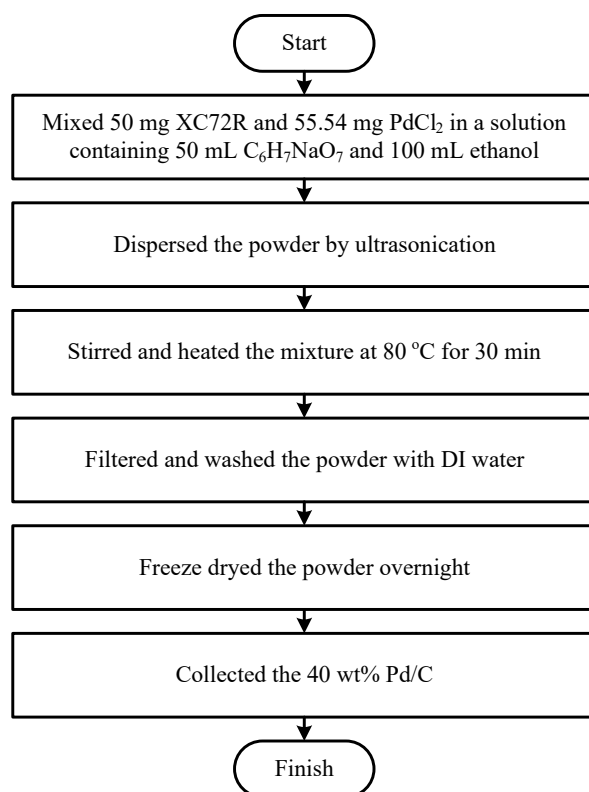 Start
Mixed 50 mg XC72R and 55.54 mg PdCl₂ in a solution
containing 50 mL C₆H₇NaO₇ and 100 mL ethanol
Dispersed the powder by ultrasonication
Stirred and heated the mixture at 80 °C for 30 min
Filtered and washed the powder with DI water
Freeze dryed the powder overnight
Collected the 40 wt% Pd/C
Finish